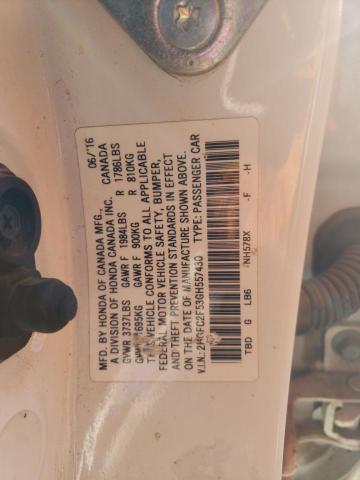 MFD. BY HONDA OF CANADA MFG., 06/'16
A DIVISION OF HONDA CANADA INC. CANADA
GVWR 3737LBS GAWR F 1984LBS R 1786LBS
1695KG GAWR F 900KG R 810KG
THIS VEHICLE CONFORMS TO ALL APPLICABLE
FEDERAL MOTOR VEHICLE SAFETY, BUMPER,
AND THEFT PREVENTION STANDARDS IN EFFECT
ON THE DATE OF MANUFACTURE SHOWN ABOVE.
V.I.N.: 2HGFC2F53GH557430 TYPE: PASSENGER CAR
TBD G LB6 NH578X -F -H